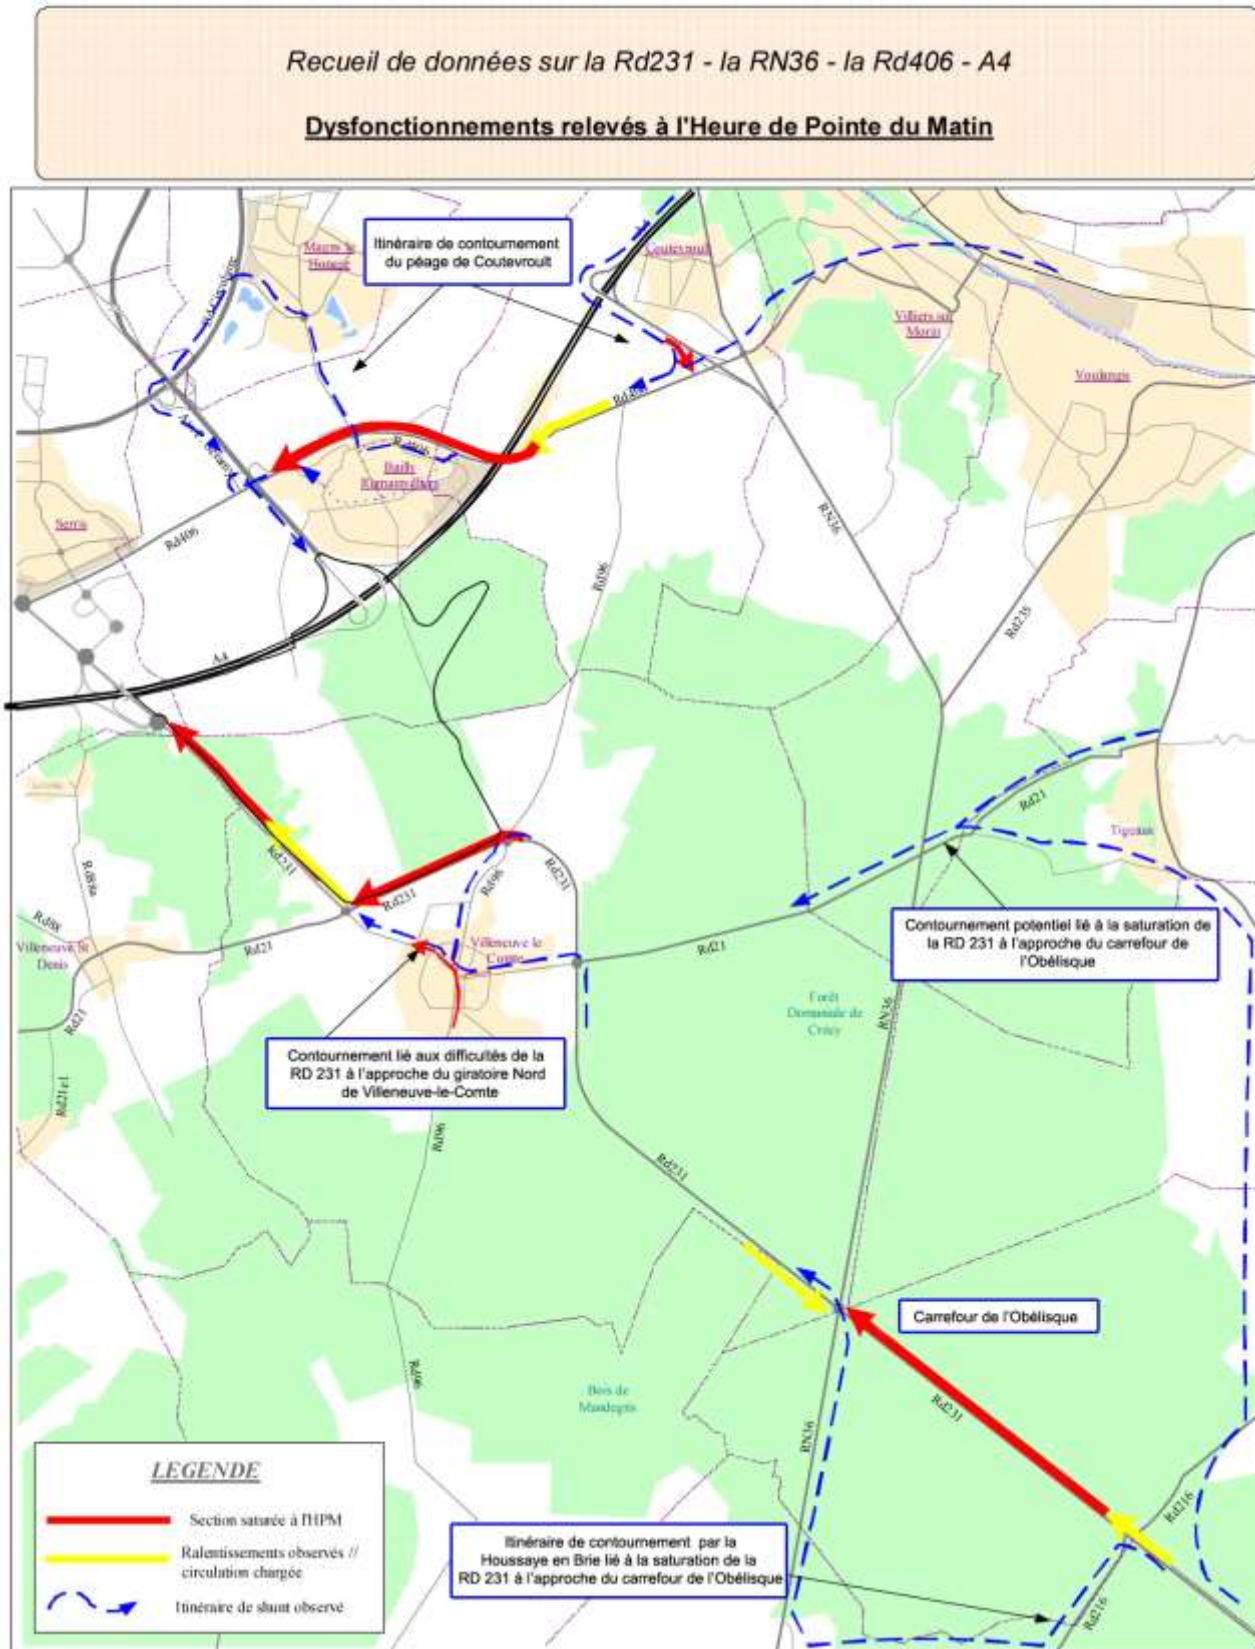 Recueil de données sur la Rd231 - la RN36 - la Rd406 - A4
Dysfonctionnements relevés à l'Heure de Pointe du Matin
Itinéraire de contournement
du péage de Coutevroult
Coutevroult
Villiers sur
Morin
Voulangis
Bailly
Serris
Rd406
Rd406
RN36
Rd96
Rd235
A4
Rd21
Tigeaux
Rd231
Rd88a
Rd88
Rd231
Rd96
Rd231
Villeneuve St
Denis
Rd21
Villeneuve le
Comte
Rd21
Contournement potentiel lié à la saturation de
la RD 231 à l'approche du carrefour de
l'Obélisque
Forêt
Domaniale de
Crécy
RN36
Rd21
Contournement lié aux difficultés de la
RD 231 à l'approche du giratoire Nord
de Villeneuve-le-Comte
Rd21e1
Rd96
Rd231
Carrefour de l'Obélisque
Rd96
Bois de
Rd231
RN36
LEGENDE
Section saturée à l'HPM
Ralentissements observés //
circulation chargée
Itinéraire de shunt observé
Itinéraire de contournement par la
Houssaye en Brie lié à la saturation de la
RD 231 à l'approche du carrefour de l'Obélisque
Rd216
Rd216